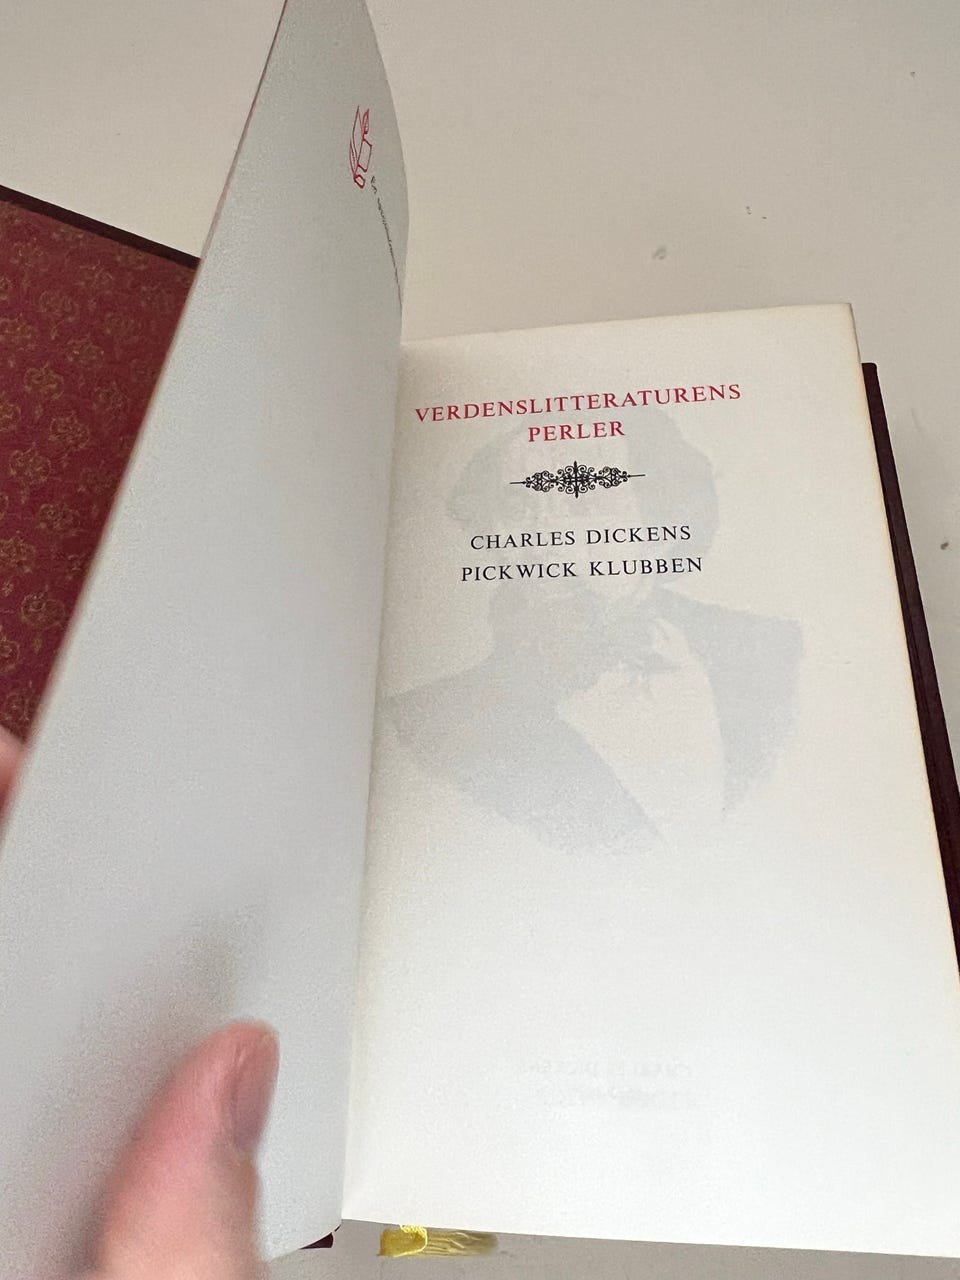 VERDENSLITTERATURENS
PERLER
CHARLES DICKENS
PICKWICK KLUBBEN